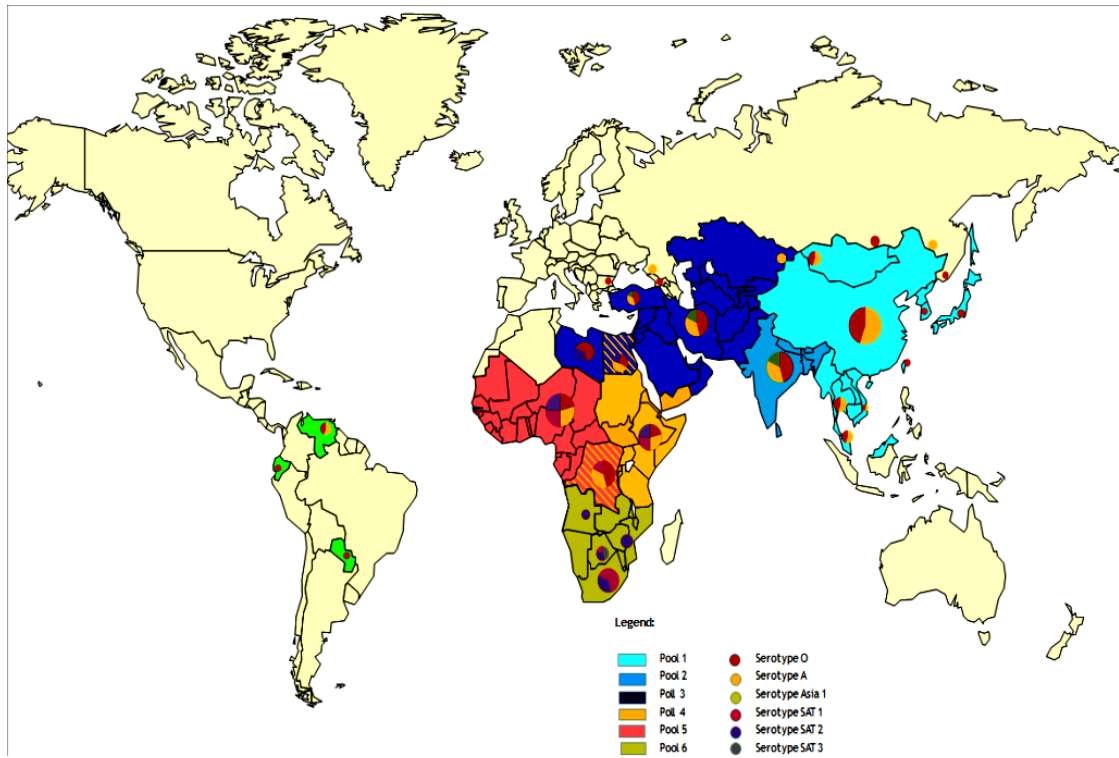 Legend:
Pool 1
Serotype O
Pool 2
Serotype A
Poll 3
Serotype Asia 1
Poll 4
Serotype SAT 1
Pool 5
Serotype SAT 2
Pool 6
Serotype SAT 3